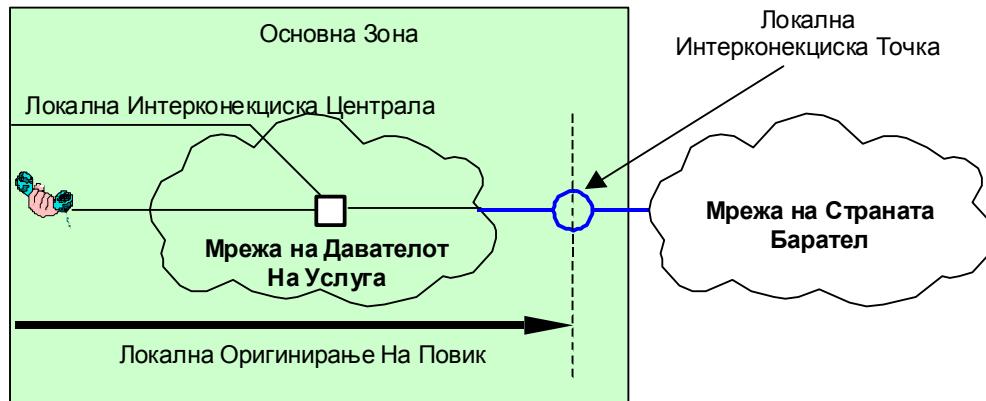 Основна Зона
Локална
Интерконекциска Точка
Локална Интерконекциска Централа
Мрежа на Давателот
На Услуга
Мрежа на Страната
Барател
Локална Оригинирање На Повик